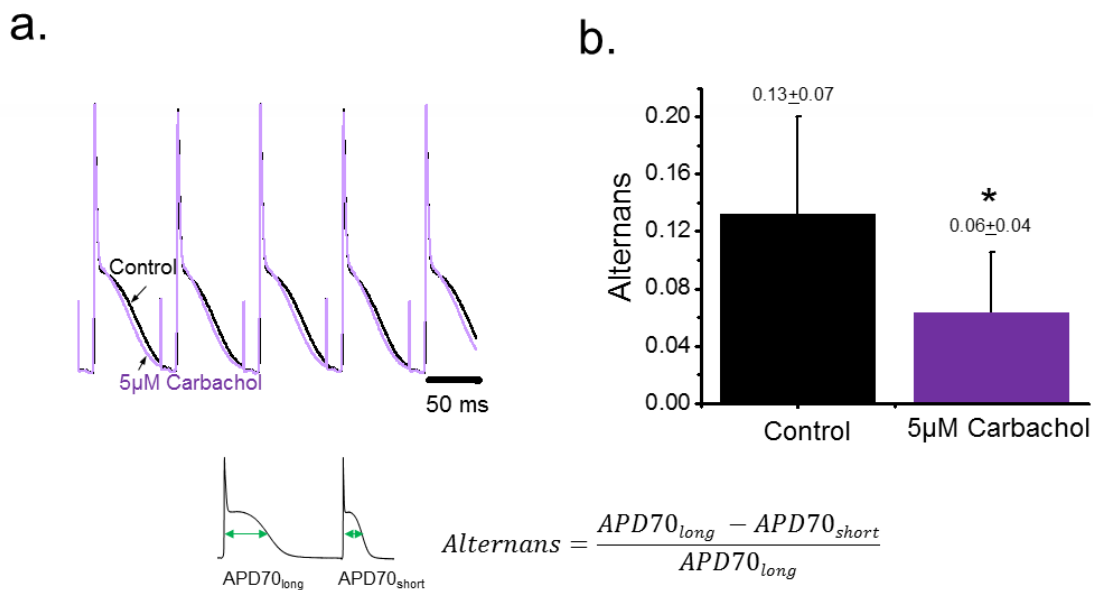 a.
Control
5µM Carbachol
50 ms
b.
0.13±0.07
*
0.06±0.04
Alternans
0.20
0.16
0.12
0.08
0.04
0.00
Control
5µM Carbachol
APD70long
APD70short
Alternans = (APD70long − APD70short) / APD70long